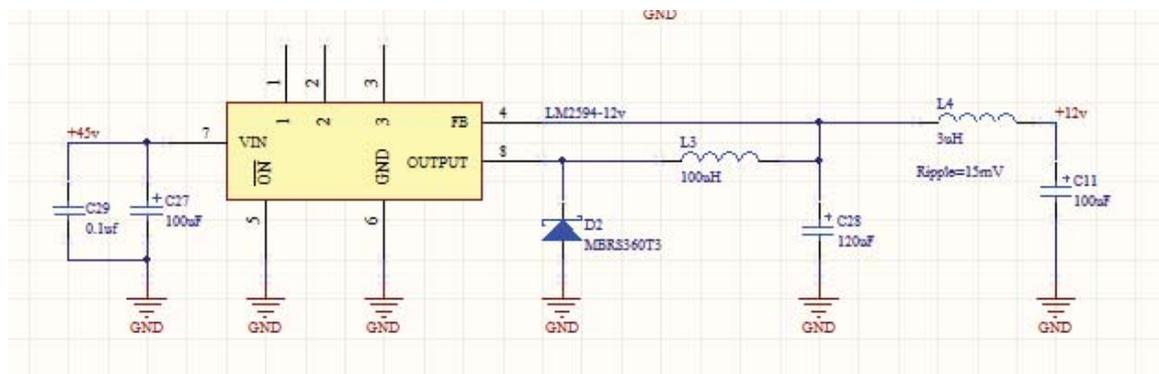 GND
1 2 3
+45v
7 VIN
1 2 3
FB 4
LM2594-12v
L4
3uH
+12v
ON
GND
OUTPUT 8
L3
100uH
Ripple=15mV
C29
0.1uf
C27
100uF
5
6
D2
MBRS360T3
C28
120uF
C11
100uF
GND
GND
GND
GND
GND
GND